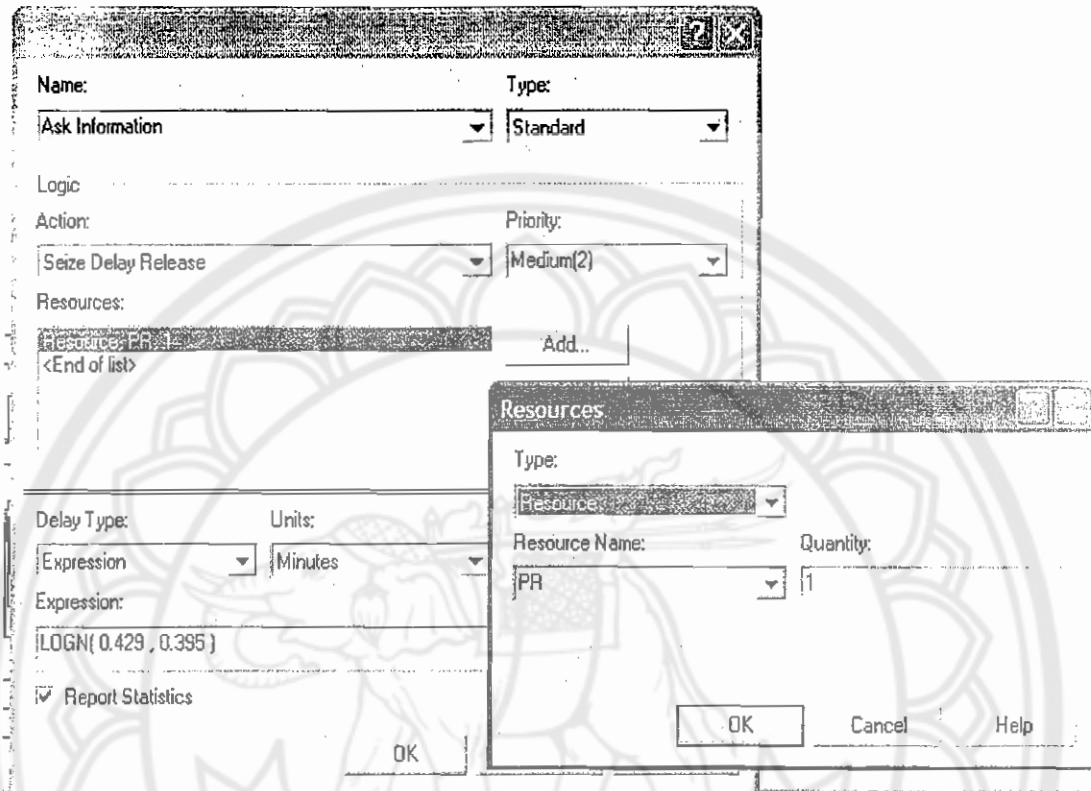 Name:
Type:
Ask Information
Standard
Logic
Action:
Priority:
Seize Delay Release
Medium(2)
Resources:
Resource, PR, 1
Add...
<End of list>
Resources
Type:
Resource
Resource Name:
Quantity:
PR
1
Delay Type:
Units:
Expression
Minutes
Expression:
LOGN( 0.429 , 0.395 )
Report Statistics
OK
OK
Cancel
Help